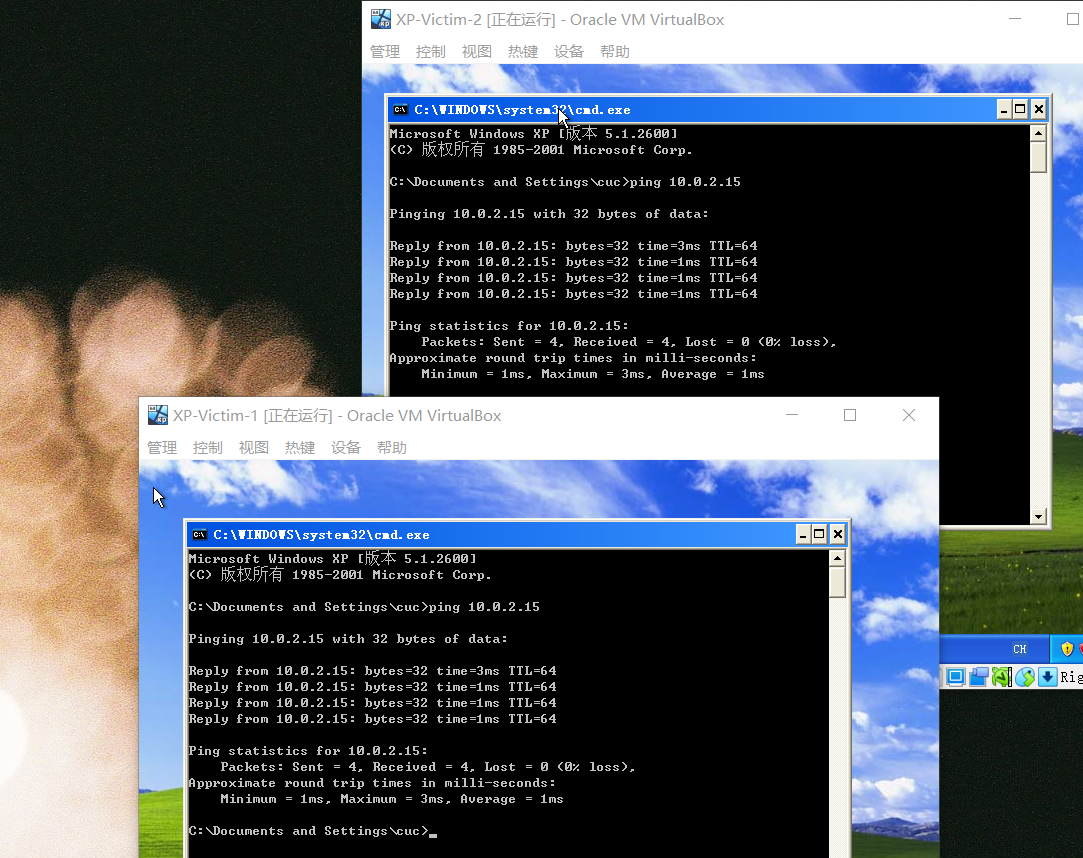 XP-Victim-2 [正在运行] - Oracle VM VirtualBox
管理 控制 视图 热键 设备 帮助
C:\WINDOWS\system32\cmd.exe
Microsoft Windows XP [版本 5.1.2600]
(C) 版权所有 1985-2001 Microsoft Corp.
C:\Documents and Settings\cuc>ping 10.0.2.15
Pinging 10.0.2.15 with 32 bytes of data:
Reply from 10.0.2.15: bytes=32 time=3ms TTL=64
Reply from 10.0.2.15: bytes=32 time=1ms TTL=64
Reply from 10.0.2.15: bytes=32 time=1ms TTL=64
Reply from 10.0.2.15: bytes=32 time=1ms TTL=64
Ping statistics for 10.0.2.15:
Packets: Sent = 4, Received = 4, Lost = 0 (0% loss),
Approximate round trip times in milli-seconds:
Minimum = 1ms, Maximum = 3ms, Average = 1ms
XP-Victim-1 [正在运行] - Oracle VM VirtualBox
管理 控制 视图 热键 设备 帮助
C:\WINDOWS\system32\cmd.exe
Microsoft Windows XP [版本 5.1.2600]
(C) 版权所有 1985-2001 Microsoft Corp.
C:\Documents and Settings\cuc>ping 10.0.2.15
Pinging 10.0.2.15 with 32 bytes of data:
Reply from 10.0.2.15: bytes=32 time=3ms TTL=64
Reply from 10.0.2.15: bytes=32 time=1ms TTL=64
Reply from 10.0.2.15: bytes=32 time=1ms TTL=64
Reply from 10.0.2.15: bytes=32 time=1ms TTL=64
Ping statistics for 10.0.2.15:
Packets: Sent = 4, Received = 4, Lost = 0 (0% loss),
Approximate round trip times in milli-seconds:
Minimum = 1ms, Maximum = 3ms, Average = 1ms
C:\Documents and Settings\cuc>
CH